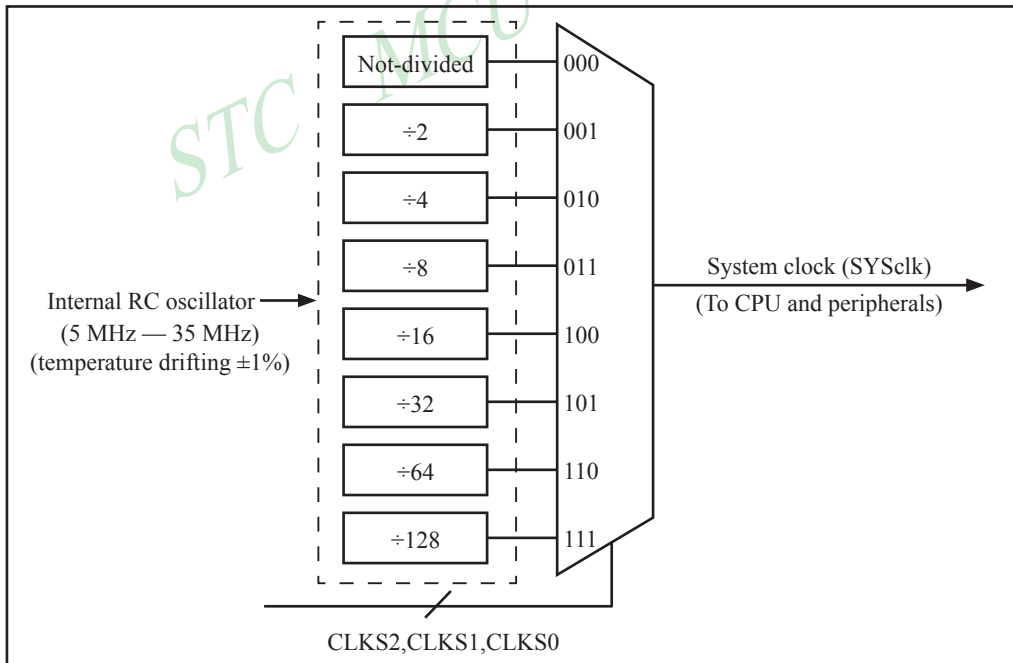 STC MCU
Not-divided
000
÷2
001
÷4
010
÷8
011
÷16
100
÷32
101
÷64
110
÷128
111
Internal RC oscillator
(5 MHz — 35 MHz)
(temperature drifting ±1%)
System clock (SYSclk)
(To CPU and peripherals)
CLKS2,CLKS1,CLKS0